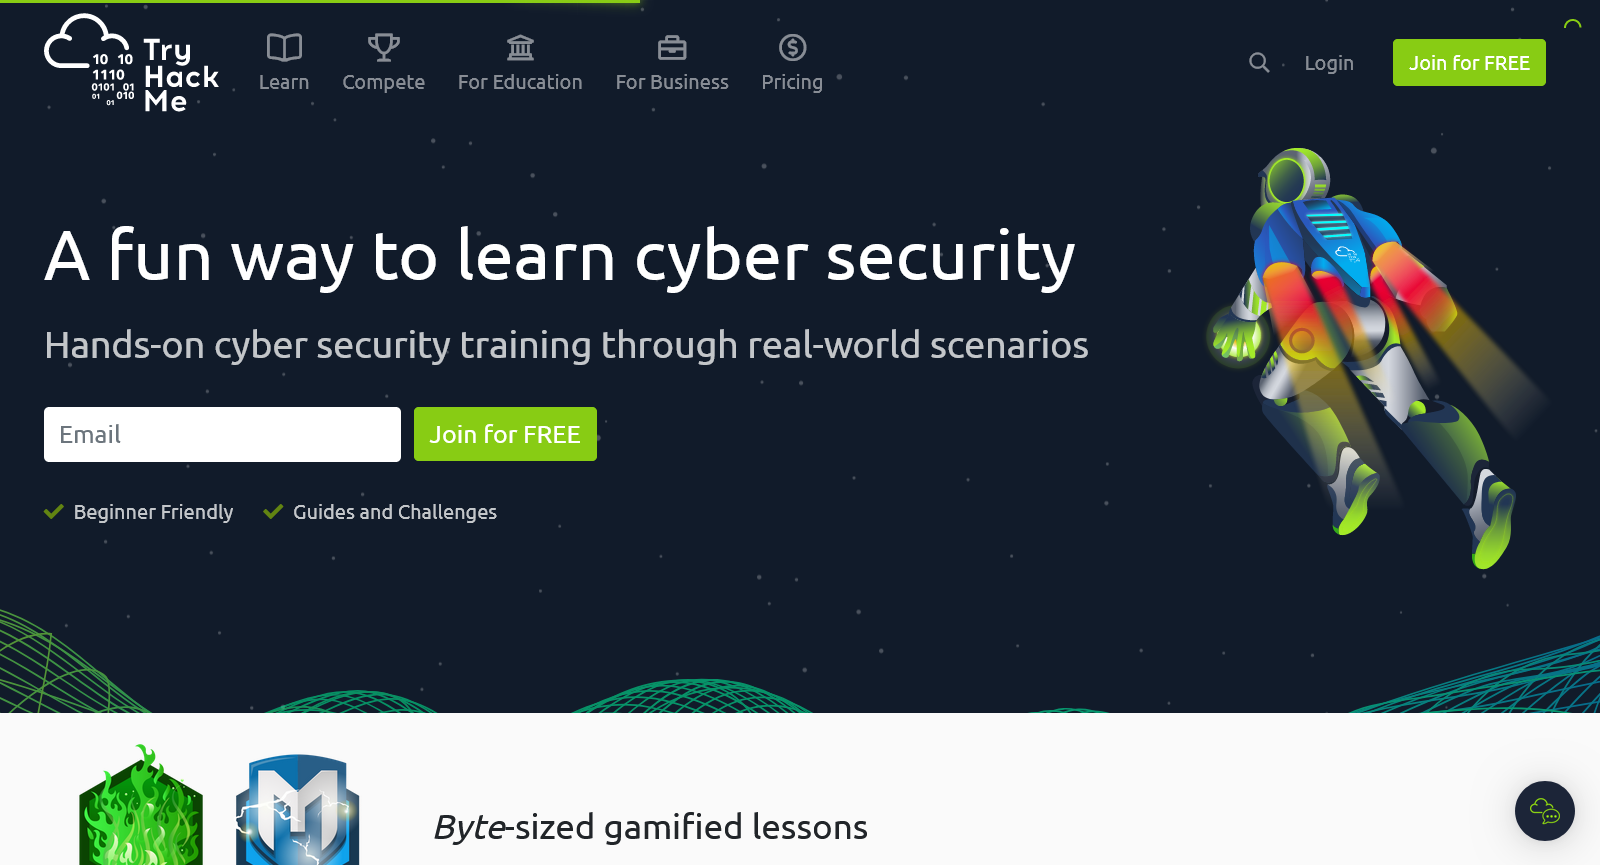 10 10
1110
0101 01
01 010
01
Try
Hack
Me
Learn
Compete
For Education
For Business
Pricing
Login
Join for FREE
A fun way to learn cyber security
Hands-on cyber security training through real-world scenarios
Email
Join for FREE
Beginner Friendly
Guides and Challenges
M
Byte-sized gamified lessons